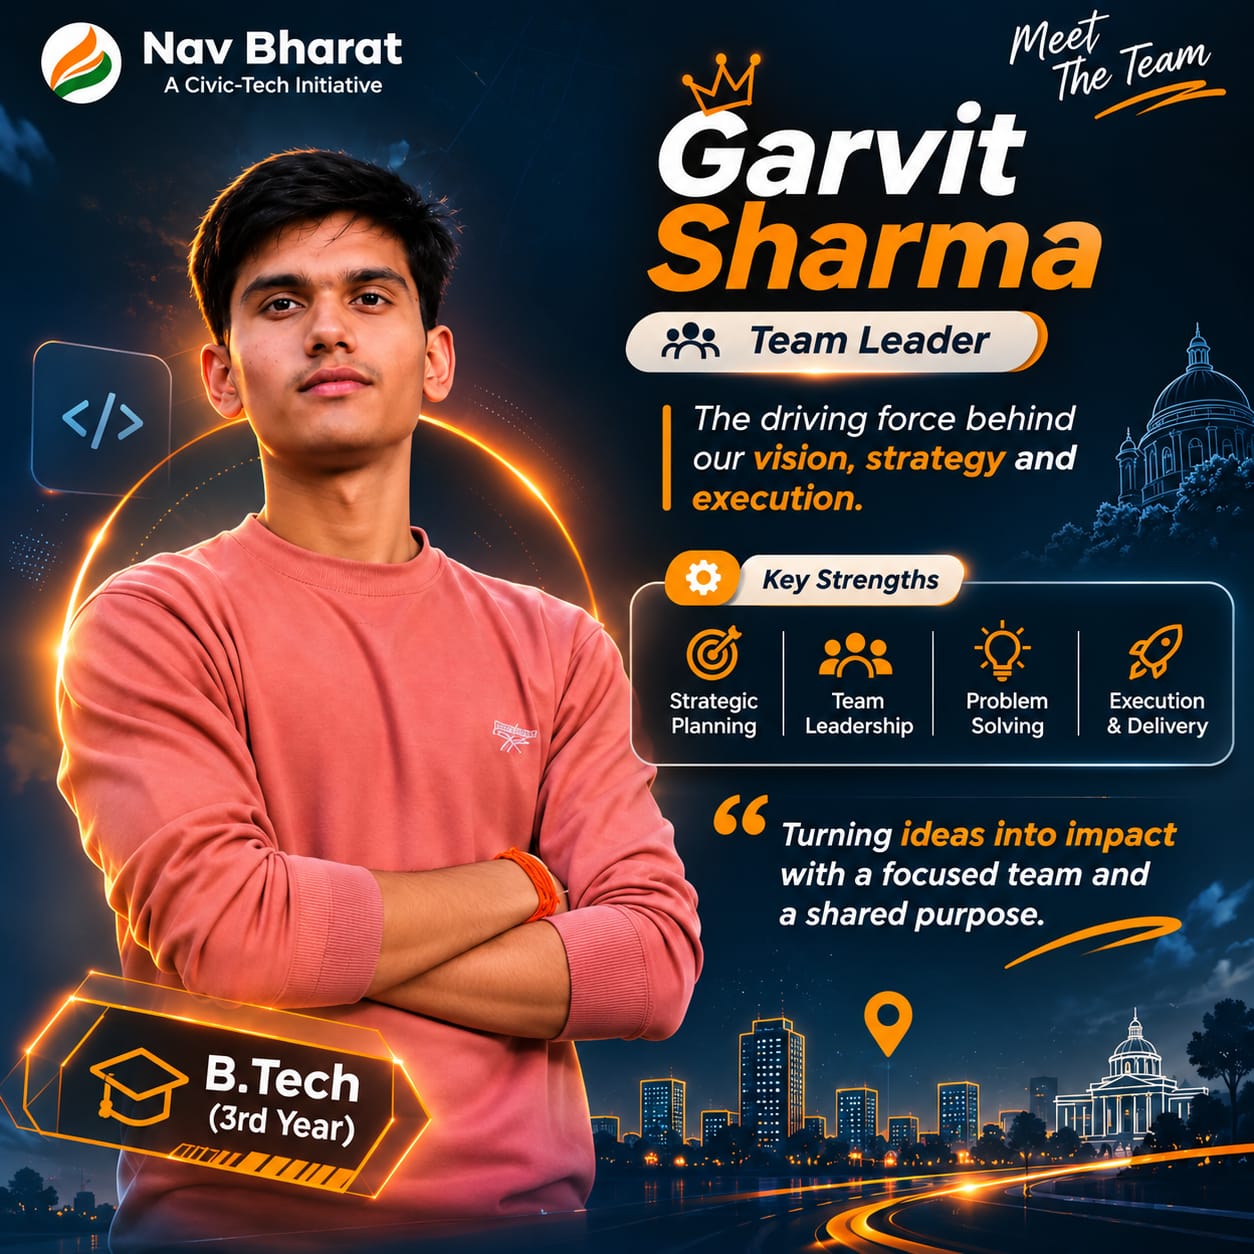 Nav Bharat
A Civic-Tech Initiative
Meet
The Team
Garvit
Sharma
Team Leader
The driving force behind
our vision, strategy and
execution.
Key Strengths
Strategic
Planning
Team
Leadership
Problem
Solving
Execution
& Delivery
“ Turning ideas into impact
with a focused team and
a shared purpose.
</>
B.Tech
(3rd Year)